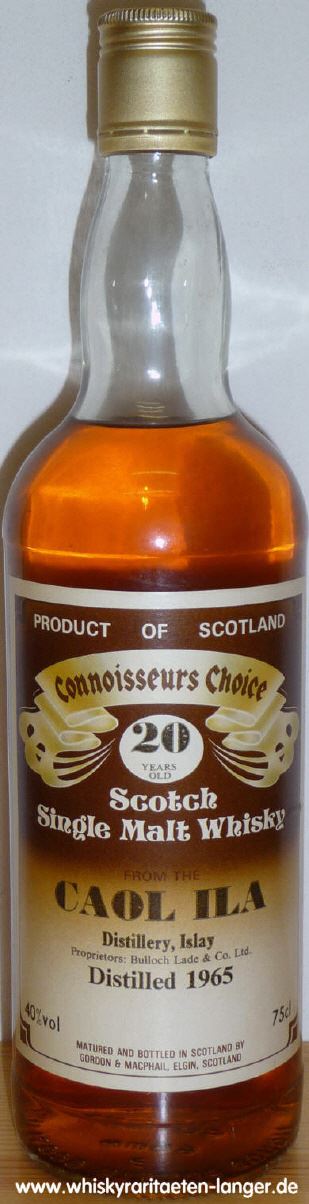 PRODUCT OF SCOTLAND
Connoisseurs Choice
20
YEARS
OLD
Scotch
Single Malt Whisky
FROM THE
CAOL ILA
Distillery, Islay
Proprietors: Bulloch Lade & Co. Ltd.
Distilled 1965
40%vol 75cl
MATURED AND BOTTLED IN SCOTLAND BY
GORDON & MACPHAIL, ELGIN, SCOTLAND
www.whiskyraritaeten-langer.de